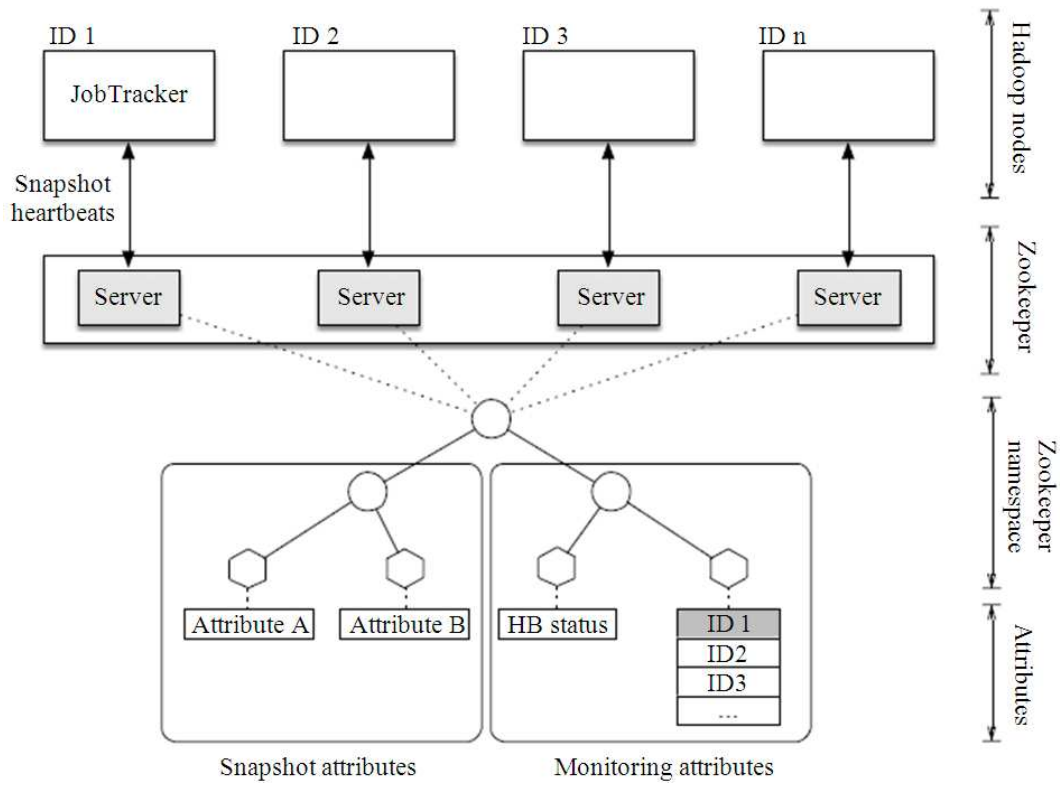 ID 1
ID 2
ID 3
ID n
JobTracker
Hadoop nodes
Snapshot
heartbeats
Zookeeper
Server
Server
Server
Server
Zookeeper
namespace
Attribute A
Attribute B
HB status
ID 1
ID2
ID3
...
Attributes
Snapshot attributes
Monitoring attributes